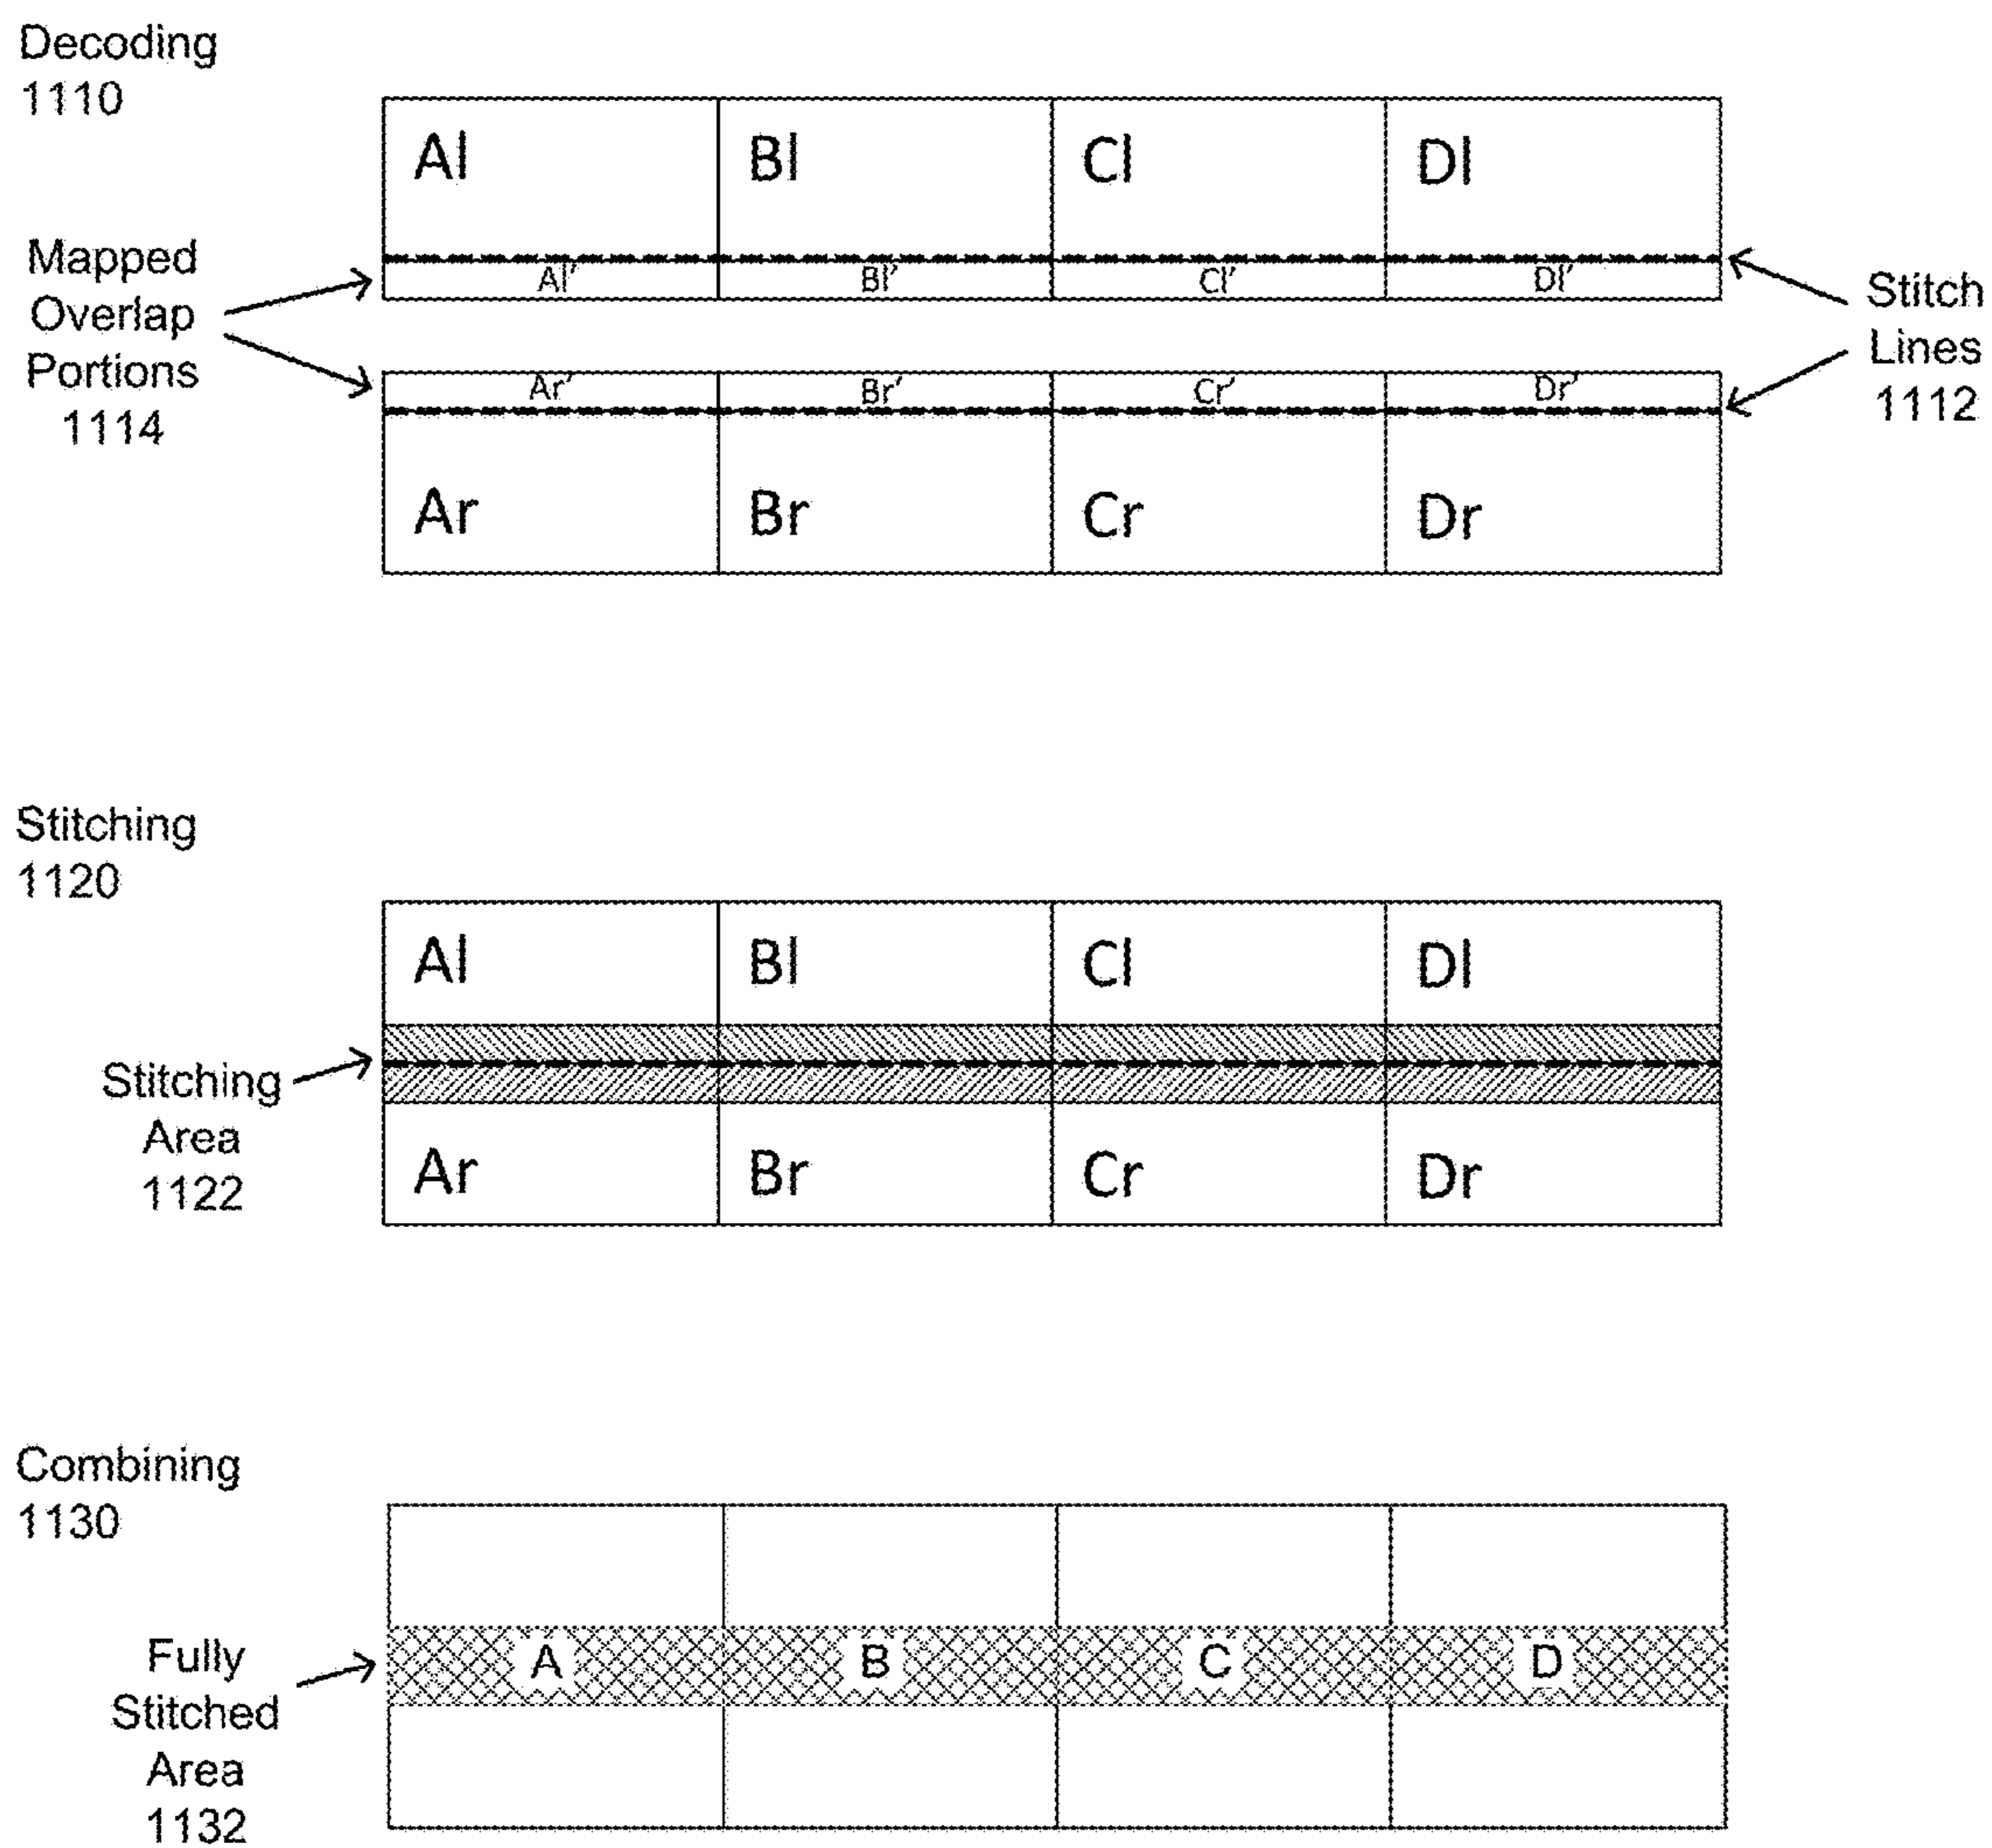 Decoding
1110
Al Bl Cl Dl
Mapped
Overlap
Portions
1114
Al′ Bl′ Cl′ Dl′
Stitch
Lines
1112
Ar′ Br′ Cr′ Dr′
Ar Br Cr Dr
Stitching
1120
Al Bl Cl Dl
Stitching
Area
1122
Ar Br Cr Dr
Combining
1130
A B C D
Fully
Stitched
Area
1132